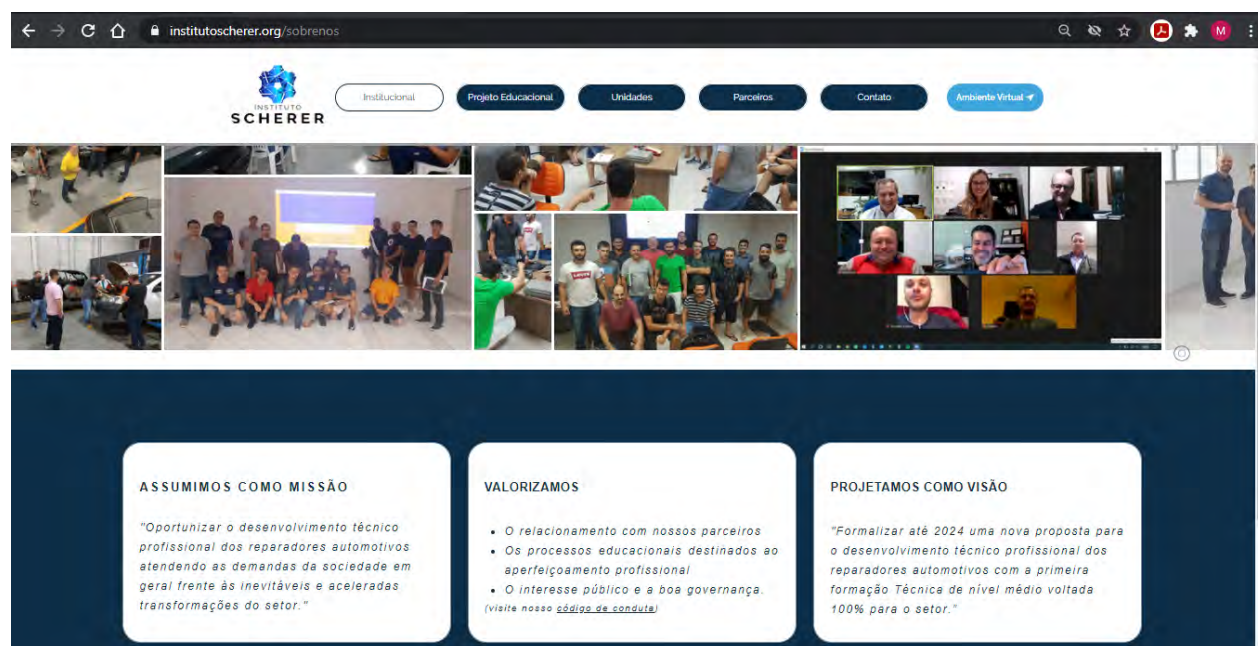 institutoscherer.org/sobrenos
M
INSTITUTO
SCHERER
Institucional
Projeto Educacional
Unidades
Parceiros
Contato
Ambiente Virtual
LEVI'S
ASSUMIMOS COMO MISSÃO
"Oportunizar o desenvolvimento técnico
profissional dos reparadores automotivos
atendendo as demandas da sociedade em
geral frente às inevitáveis e aceleradas
transformações do setor."
VALORIZAMOS
• O relacionamento com nossos parceiros
• Os processos educacionais destinados ao
aperfeiçoamento profissional
• O interesse público e a boa governança.
(visite nosso código de conduta)
PROJETAMOS COMO VISÃO
"Formalizar até 2024 uma nova proposta para
o desenvolvimento técnico profissional dos
reparadores automotivos com a primeira
formação Técnica de nível médio voltada
100% para o setor."